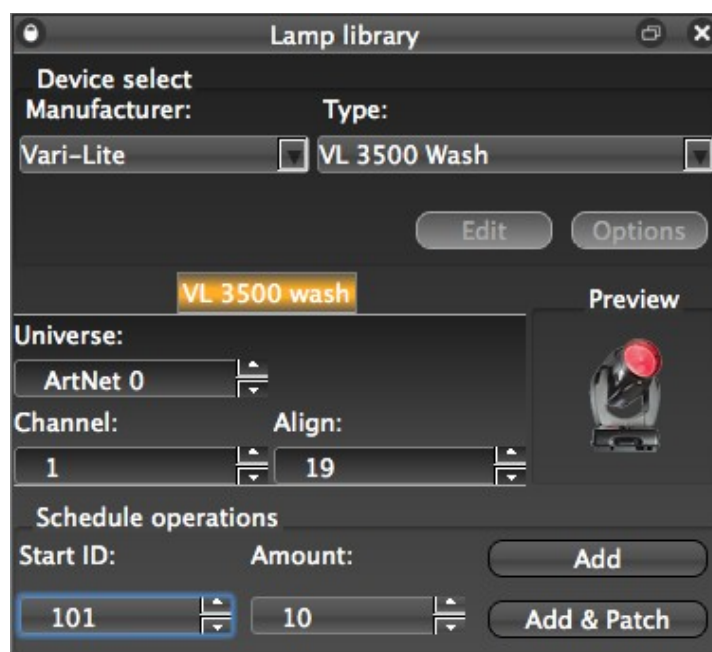 Lamp library
Device select
Manufacturer: Type:
Vari-Lite VL 3500 Wash
Edit Options
VL 3500 wash
Preview
Universe:
ArtNet 0
Channel: Align:
1 19
Schedule operations
Start ID: Amount: Add
101 10 Add & Patch